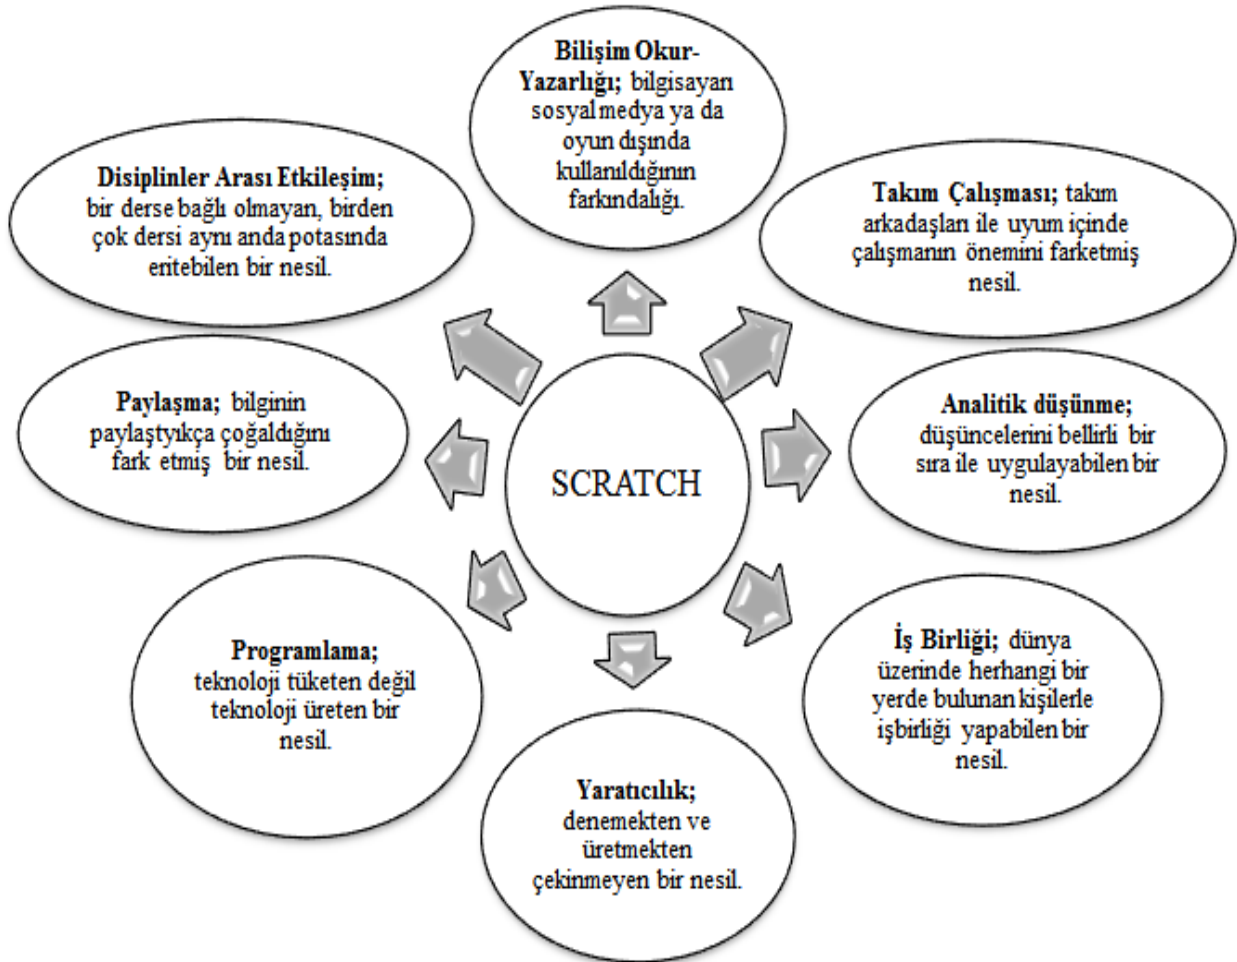 Bilişim Okur-
Yazarlığı; bilgisayan
sosyal medya ya da
oyun dışında
kullanıldığının
farkındalığı.
Takım Çalışması; takım
arkadaşları ile uyum içinde
çalışmanın önemini farketmiş
nesil.
Analitik düşünme;
düşüncelerini bellirli bir
sıra ile uygulayabilen bir
nesil.
İş Birliği; dünya
üzerinde herhangi bir
yerde bulunan kişilerle
işbirliği yapabilen bir
nesil.
Yaratıcılık;
denemekten ve
üretmekten
çekinmeyen bir nesil.
Programlama;
teknoloji tüketen değil
teknoloji üreten bir
nesil.
Paylaşma; bilginin
paylaştyıkça çoğaldığını
fark etmiş bir nesil.
Disiplinler Arası Etkileşim;
bir derse bağlı olmayan, birden
çok dersi aynı anda potasında
eritebilen bir nesil.
SCRATCH